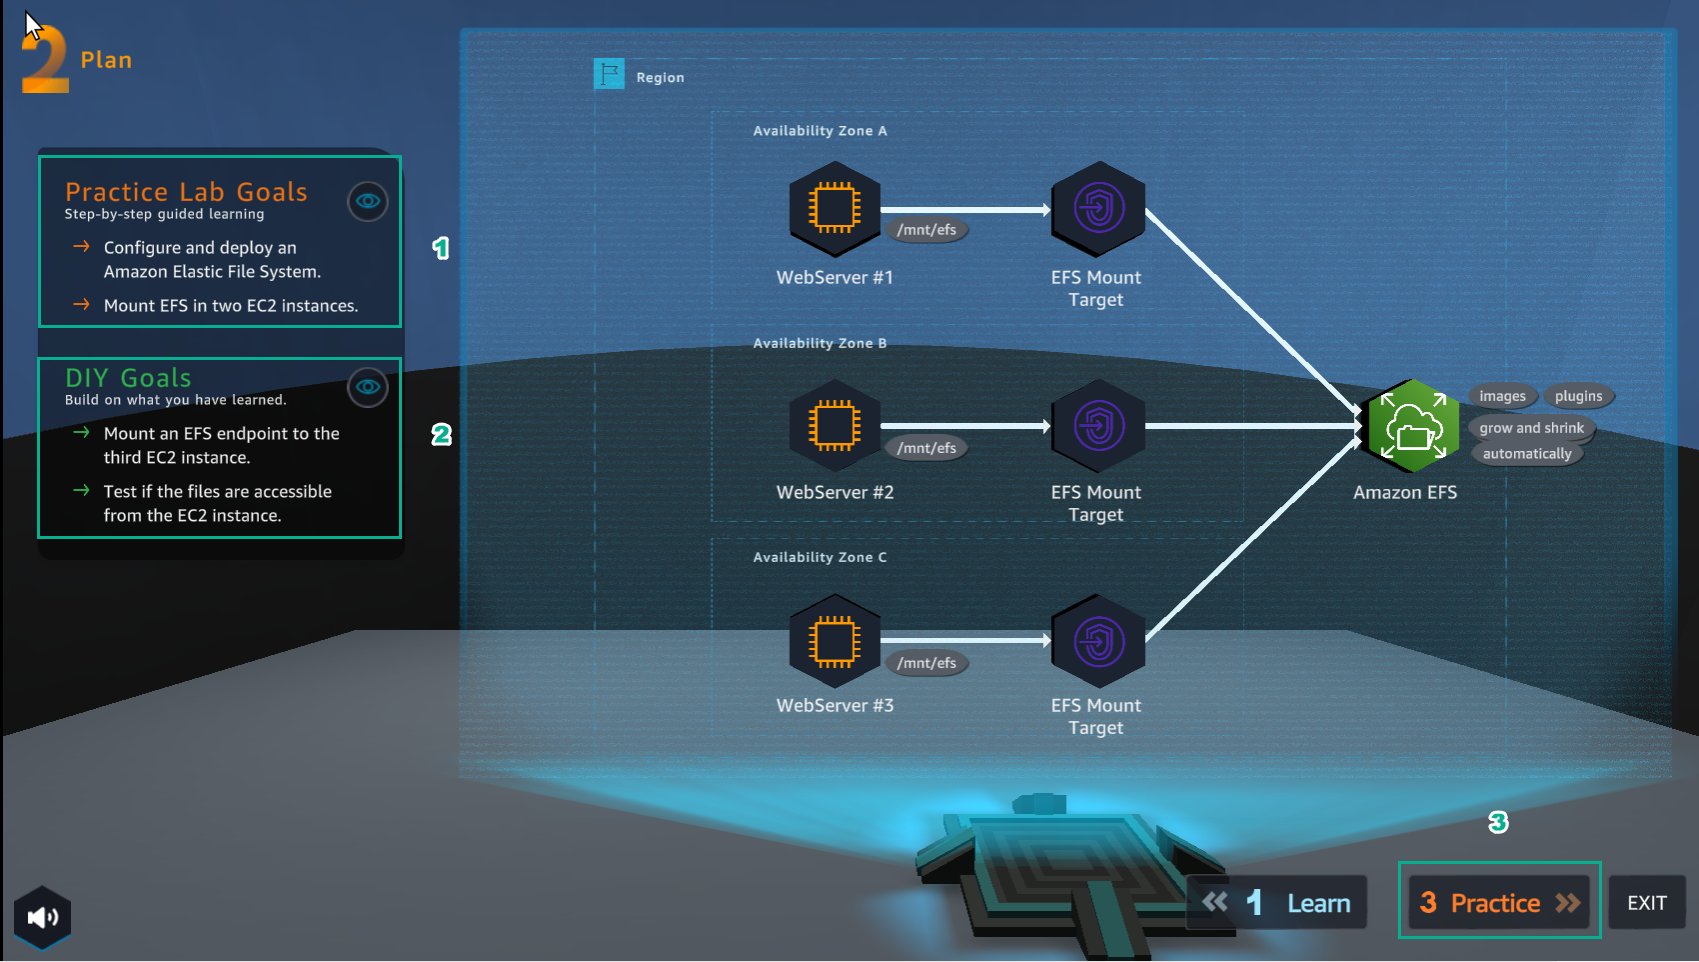 2 Plan
Practice Lab Goals
Step-by-step guided learning
Configure and deploy an
Amazon Elastic File System.
Mount EFS in two EC2 instances.
1
DIY Goals
Build on what you have learned.
Mount an EFS endpoint to the
third EC2 instance.
Test if the files are accessible
from the EC2 instance.
2
Region
Availability Zone A
/mnt/efs
WebServer #1
EFS Mount
Target
Availability Zone B
/mnt/efs
WebServer #2
EFS Mount
Target
images plugins
grow and shrink
automatically
Amazon EFS
Availability Zone C
/mnt/efs
WebServer #3
EFS Mount
Target
3
1 Learn
3 Practice
EXIT